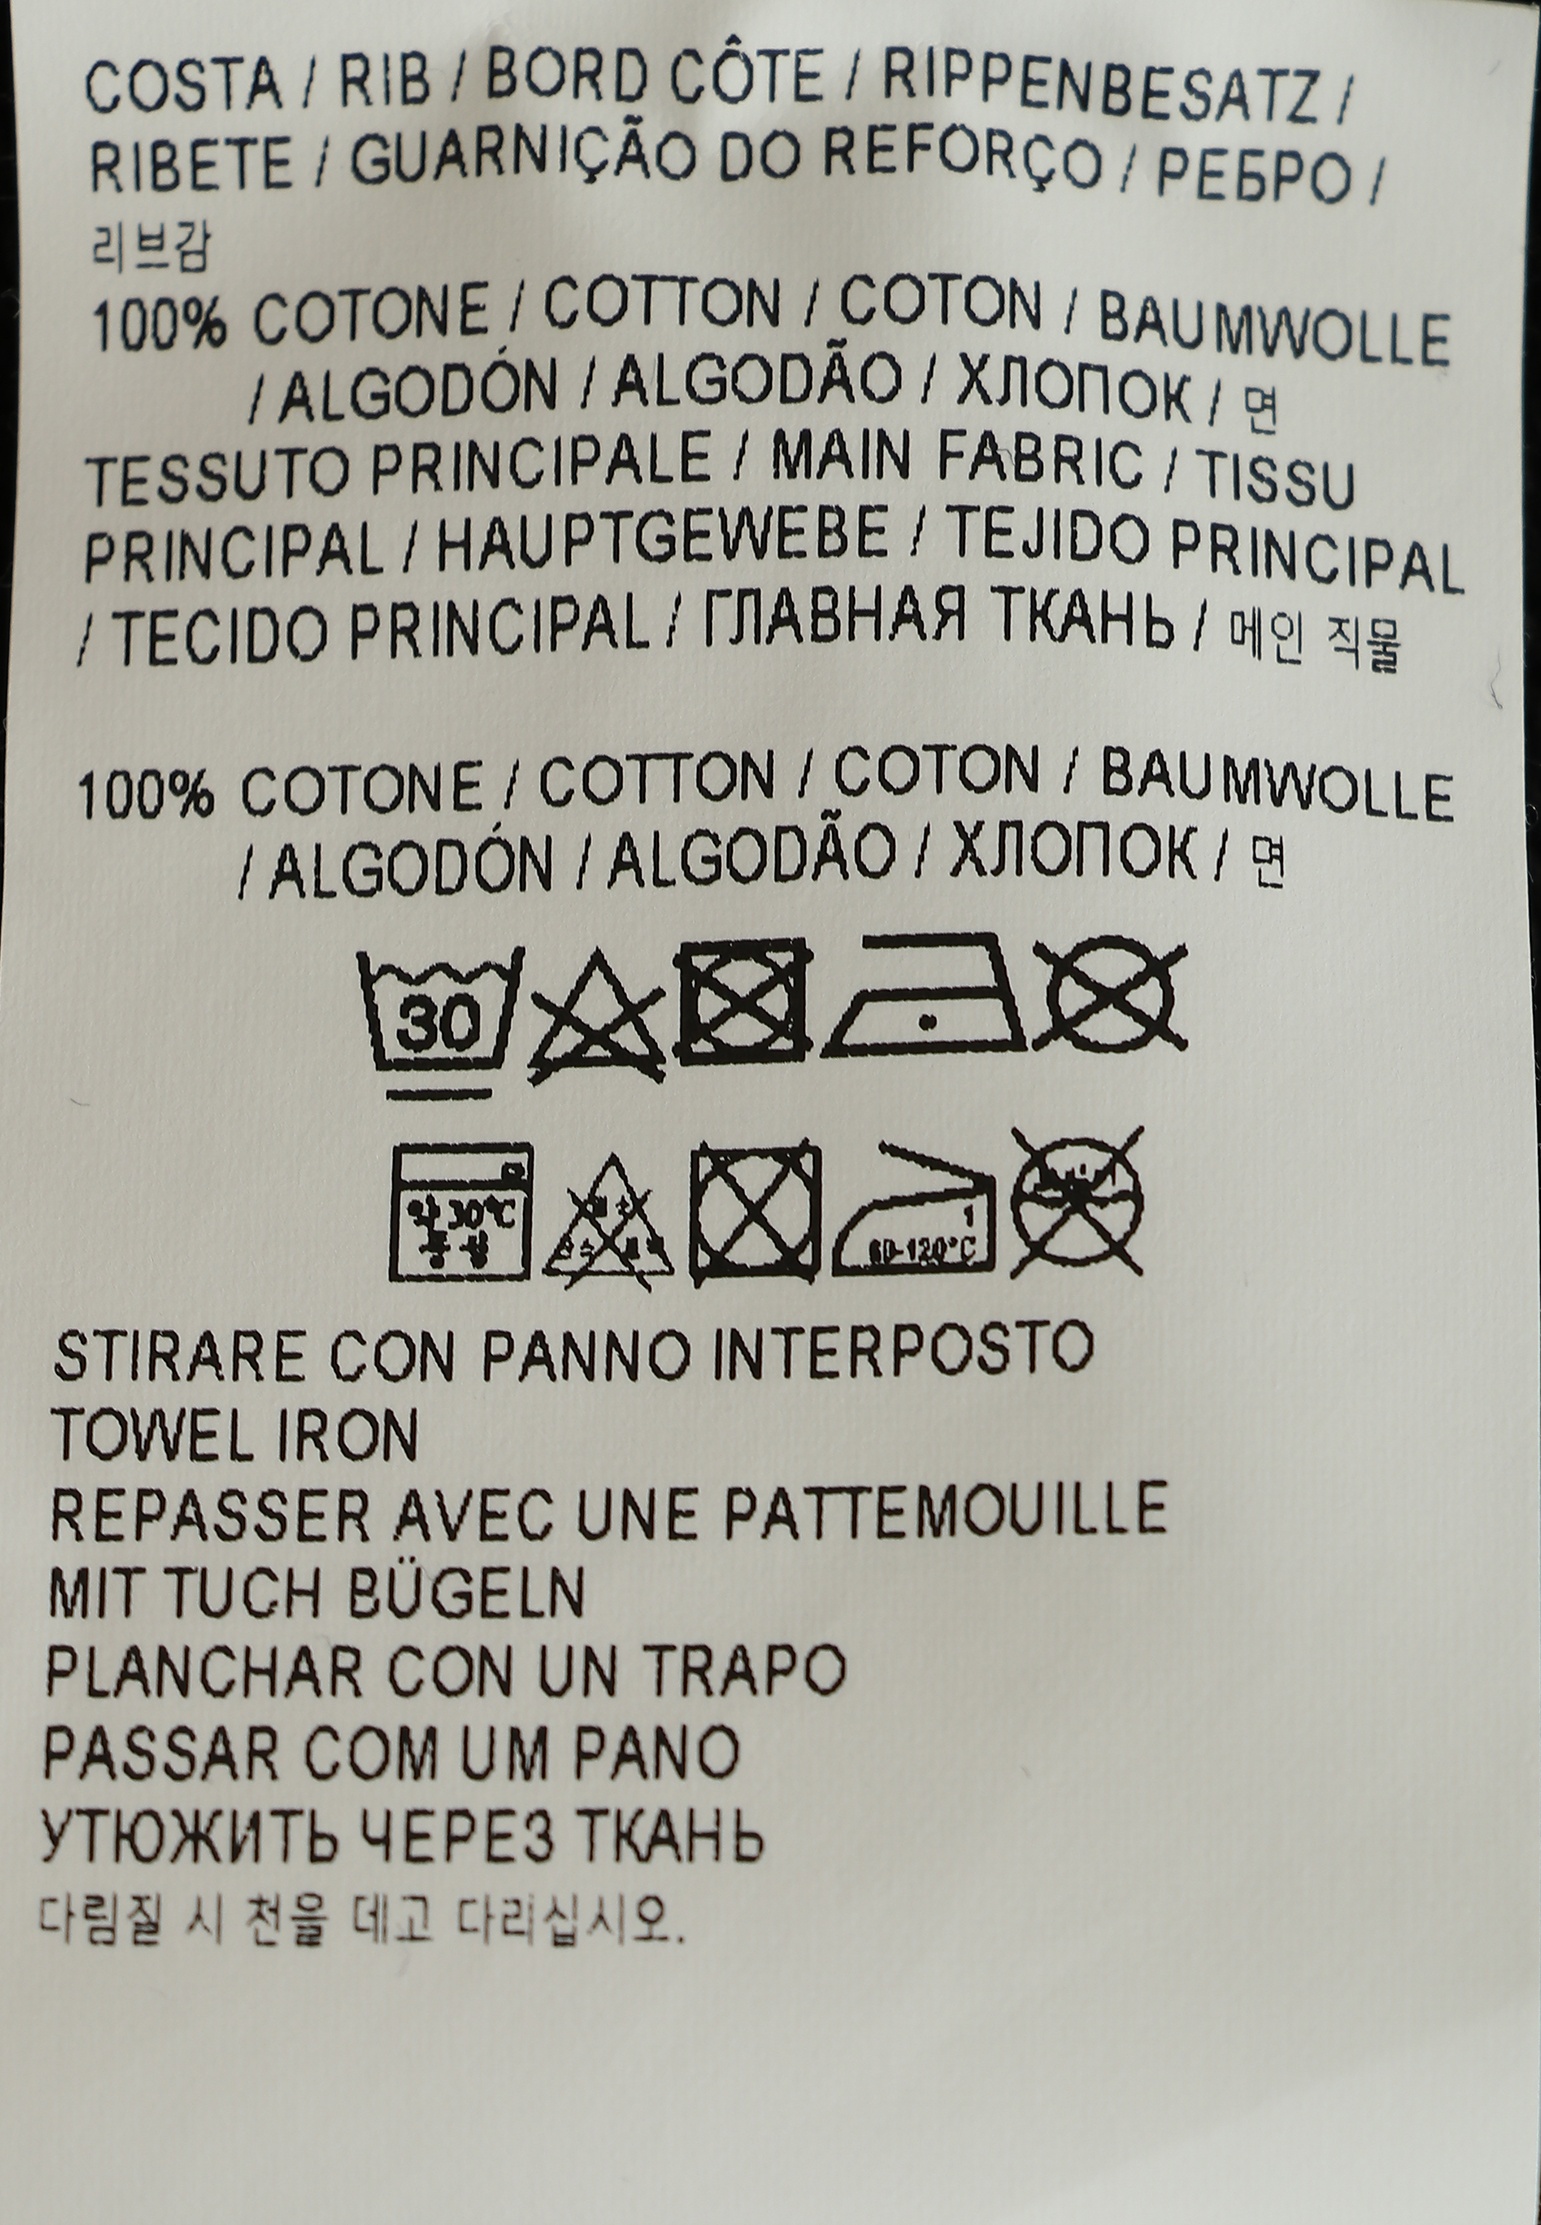 COSTA / RIB / BORD CÔTE / RIPPENBESATZ /
RIBETE / GUARNIÇÃO DO REFORÇO / РЕБРО /
리브감
100% COTONE / COTTON / COTON / BAUMWOLLE
/ ALGODÓN / ALGODÃO / ХЛОПОК / 면
TESSUTO PRINCIPALE / MAIN FABRIC / TISSU
PRINCIPAL / HAUPTGEWEBE / TEJIDO PRINCIPAL
/ TECIDO PRINCIPAL / ГЛАВНАЯ ТКАНЬ / 메인 직물
100% COTONE / COTTON / COTON / BAUMWOLLE
/ ALGODÓN / ALGODÃO / ХЛОПОК / 면
30
약 30°C
중성
1
60-120°C
STIRARE CON PANNO INTERPOSTO
TOWEL IRON
REPASSER AVEC UNE PATTEMOUILLE
MIT TUCH BÜGELN
PLANCHAR CON UN TRAPO
PASSAR COM UM PANO
УТЮЖИТЬ ЧЕРЕЗ ТКАНЬ
다림질 시 천을 데고 다리십시오.